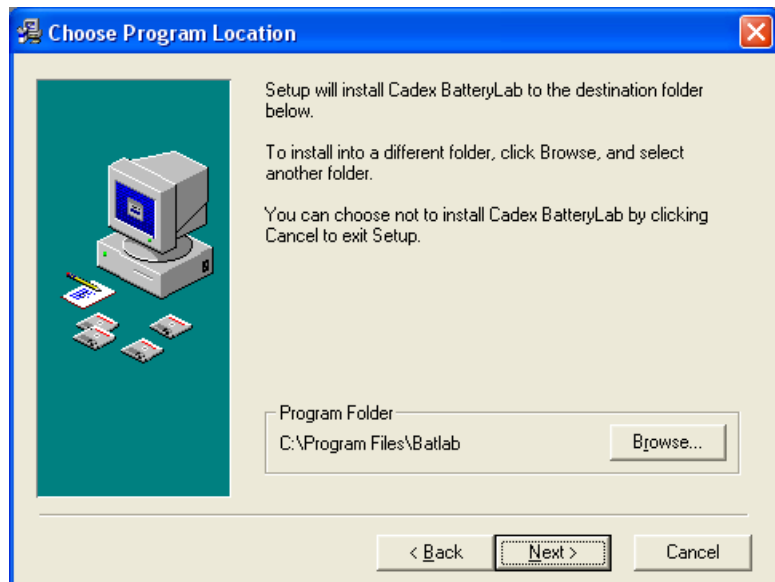 Choose Program Location
Setup will install Cadex BatteryLab to the destination folder
below.
To install into a different folder, click Browse, and select
another folder.
You can choose not to install Cadex BatteryLab by clicking
Cancel to exit Setup.
Program Folder
C:\Program Files\Batlab
Browse...
< Back
Next >
Cancel